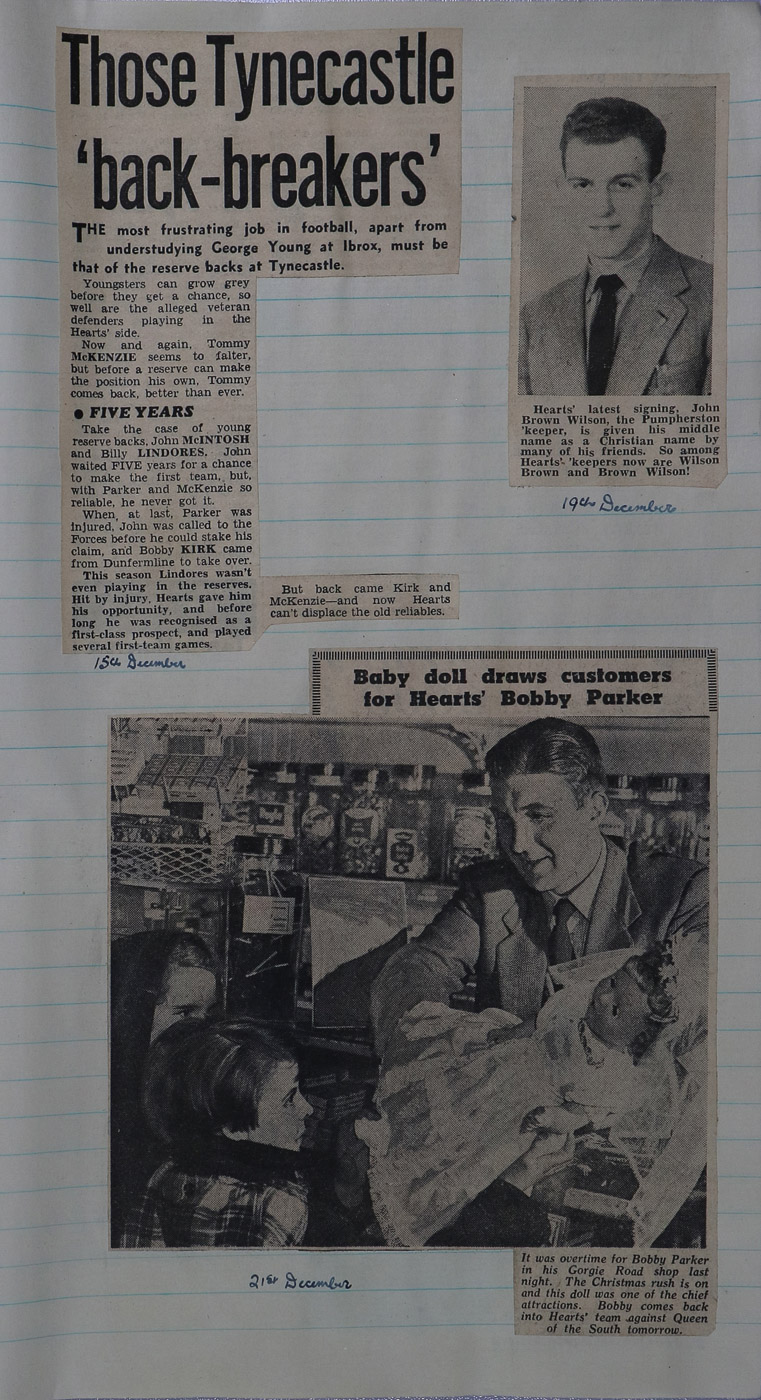 Those Tynecastle
'back-breakers'
THE most frustrating job in football, apart from
understudying George Young at Ibrox, must be
that of the reserve backs at Tynecastle.
Youngsters can grow grey
before they get a chance, so
well are the alleged veteran
defenders playing in the
Hearts' side.
Now and again, Tommy
McKENZIE seems to falter,
but before a reserve can make
the position his own, Tommy
comes back, better than ever.
● FIVE YEARS
Take the case of young
reserve backs, John McINTOSH
and Billy LINDORES. John
waited FIVE years for a chance
to make the first team, but,
with Parker and McKenzie so
reliable, he never got it.
When, at last, Parker was
injured, John was called to the
Forces before he could stake his
claim, and Bobby KIRK came
from Dunfermline to take over.
This season Lindores wasn't
even playing in the reserves.
Hit by injury, Hearts gave him
his opportunity, and before
long he was recognised as a
first-class prospect, and played
several first-team games.
But back came Kirk and
McKenzie—and now Hearts
can't displace the old reliables.
15th December
Hearts' latest signing, John
Brown Wilson, the Pumpherston
'keeper, is given his middle
name as a Christian name by
many of his friends. So among
Hearts' 'keepers now are Wilson
Brown and Brown Wilson!
19th December
Baby doll draws customers
for Hearts' Bobby Parker
It was overtime for Bobby Parker
in his Gorgie Road shop last
night. The Christmas rush is on
and this doll was one of the chief
attractions. Bobby comes back
into Hearts' team against Queen
of the South tomorrow.
21st December